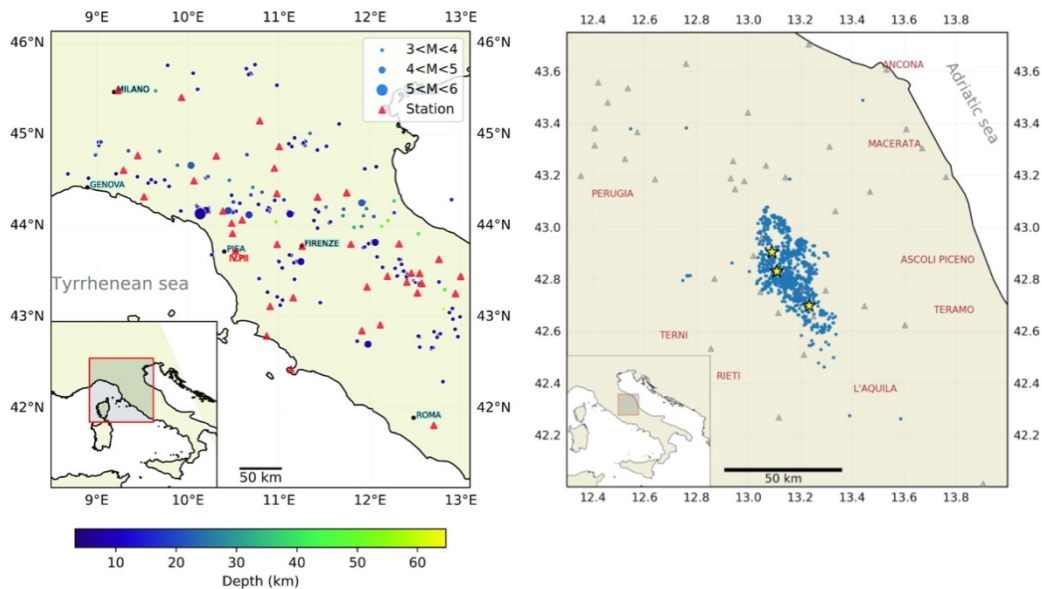 9°E 10°E 11°E 12°E 13°E
46°N
45°N
44°N
43°N
42°N
3<M<4
4<M<5
5<M<6
Station
MILANO
GENOVA
PISA
IV.PII
FIRENZE
Tyrrhenean sea
ROMA
50 km
46°N
45°N
44°N
43°N
42°N
9°E 10°E 11°E 12°E 13°E
10 20 30 40 50 60
Depth (km)
12.4 12.6 12.8 13.0 13.2 13.4 13.6 13.8
43.6
43.4
43.2
43.0
42.8
42.6
42.4
42.2
ANCONA
Adriatic sea
MACERATA
PERUGIA
ASCOLI PICENO
TERAMO
TERNI
RIETI
L'AQUILA
50 km
43.6
43.4
43.2
43.0
42.8
42.6
42.4
42.2
12.4 12.6 12.8 13.0 13.2 13.4 13.6 13.8